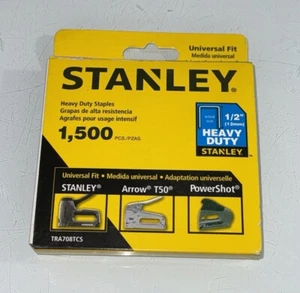 Universal Fit
Medida universal
STANLEY®
Heavy Duty Staples
Grapas de alta resistencia
Agrafes pour usage intensif
1,500 PCS./PZAS.
1/2"
(13mm)
HEAVY
DUTY
STANLEY
Universal Fit • Medida universal • Adaptation universelle
STANLEY® Arrow® T50® PowerShot®
TRA708TCS